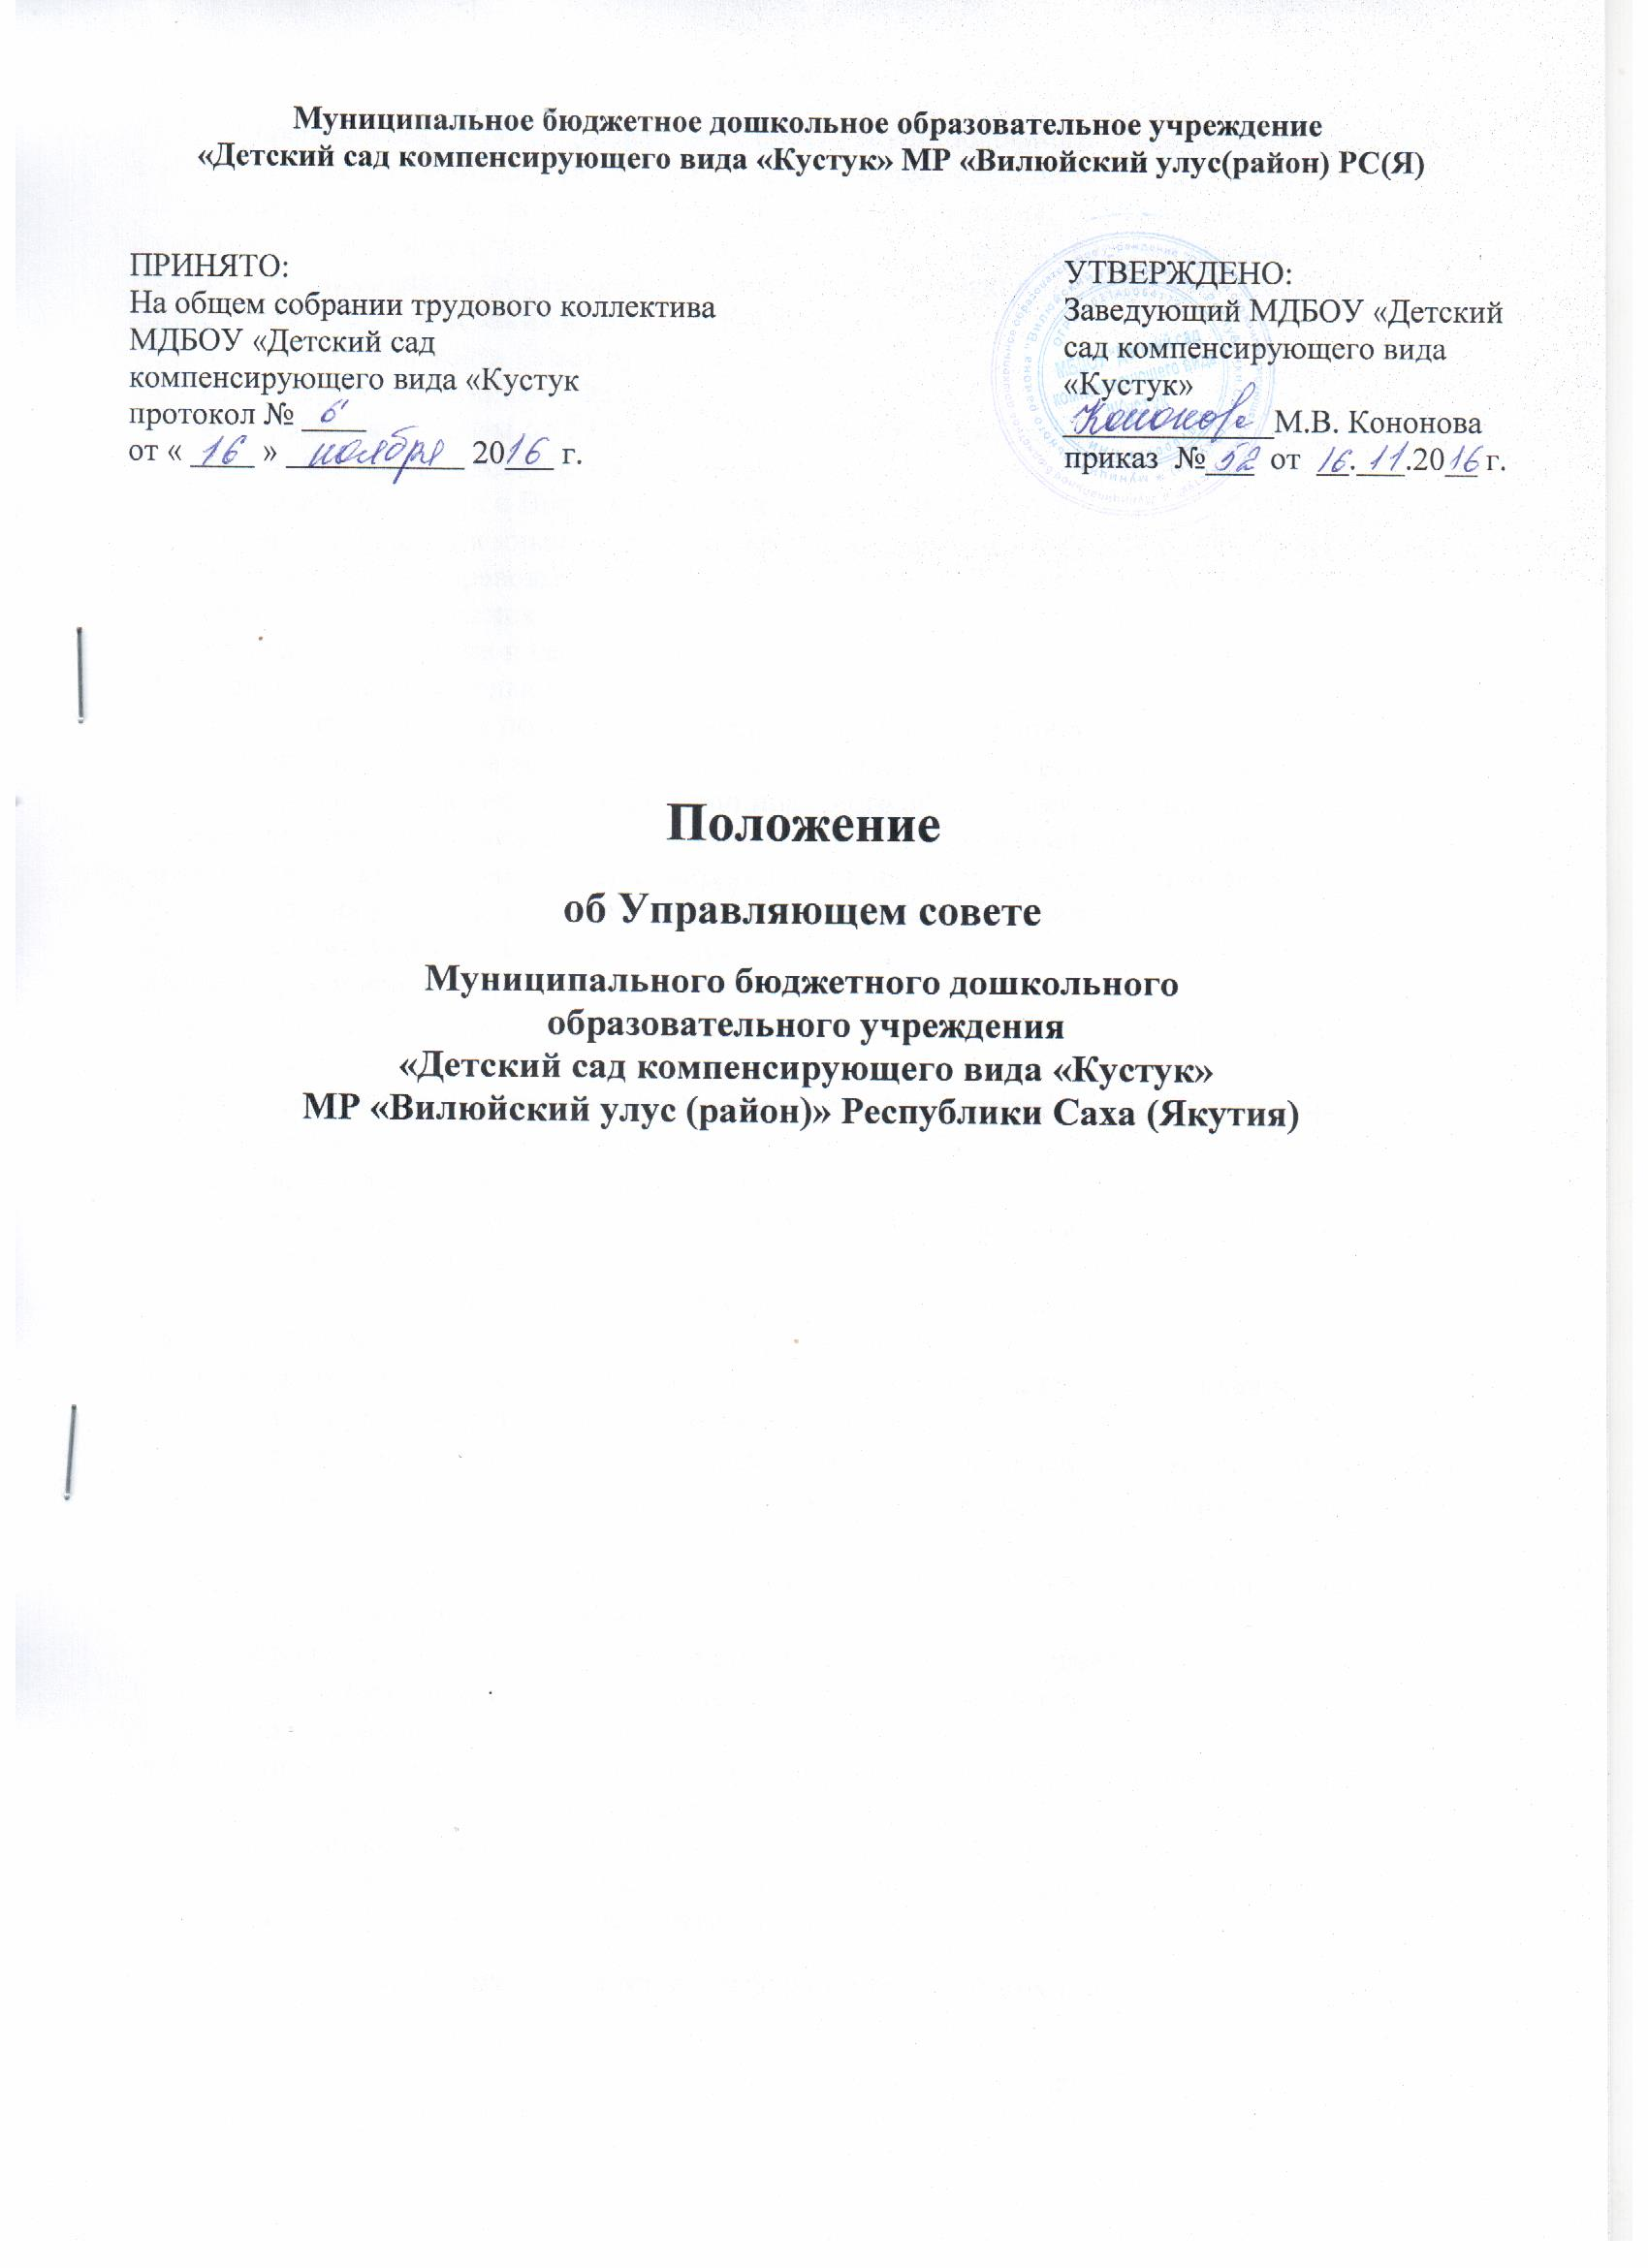 Муниципальное бюджетное дошкольное образовательное учреждение
«Детский сад компенсирующего вида «Кустук» МР «Вилюйский улус(район) РС(Я)
ПРИНЯТО:
На общем собрании трудового коллектива
МДБОУ «Детский сад
компенсирующего вида «Кустук
протокол № 6
от « 16 » ноября 2016 г.
УТВЕРЖДЕНО:
Заведующий МДБОУ «Детский
сад компенсирующего вида
«Кустук»
Кононова М.В. Кононова
приказ № 52 от 16.11.2016 г.
Положение
об Управляющем совете
Муниципального бюджетного дошкольного
образовательного учреждения
«Детский сад компенсирующего вида «Кустук»
МР «Вилюйский улус (район)» Республики Саха (Якутия)